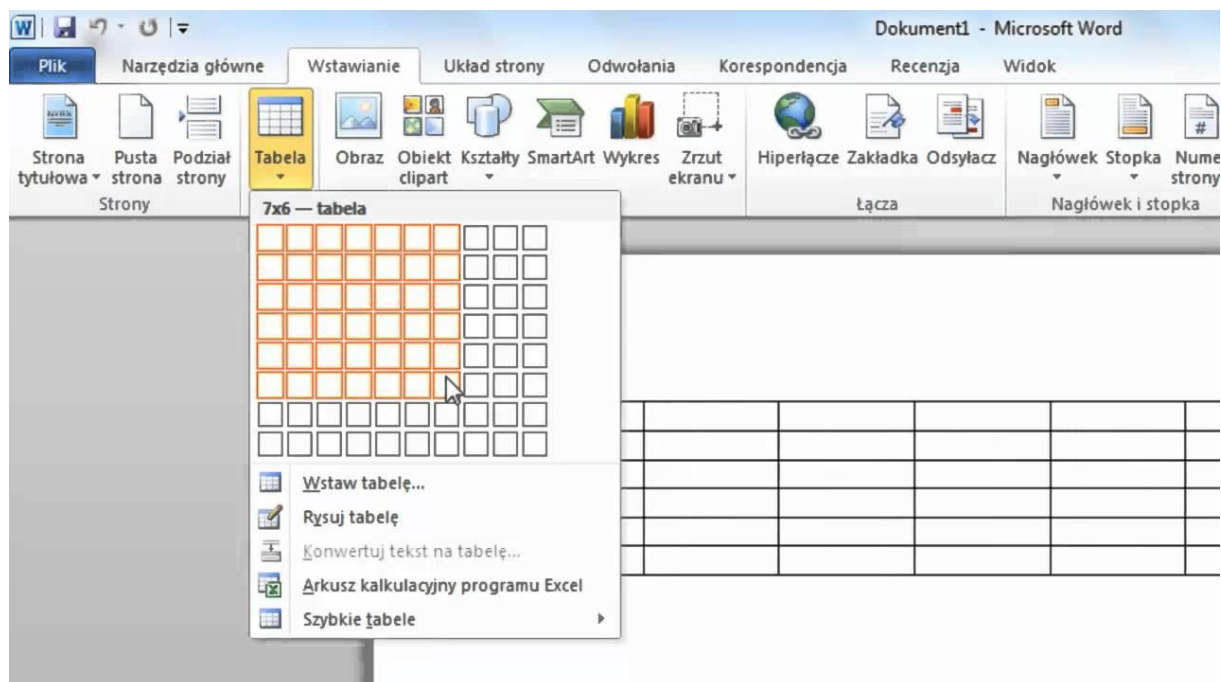 W
Dokument1 - Microsoft Word
Plik Narzędzia główne Wstawianie Układ strony Odwołania Korespondencja Recenzja Widok
Strona tytułowa
Pusta strona
Podział strony
Tabela
Obraz
Obiekt clipart
Kształty
SmartArt
Wykres
Zrzut ekranu
Hiperłącze
Zakładka
Odsyłacz
Nagłówek
Stopka
#
Nume
strony
Strony
Łącza
Nagłówek i stopka
7x6 — tabela
Wstaw tabelę...
Rysuj tabelę
Konwertuj tekst na tabelę...
Arkusz kalkulacyjny programu Excel
Szybkie tabele